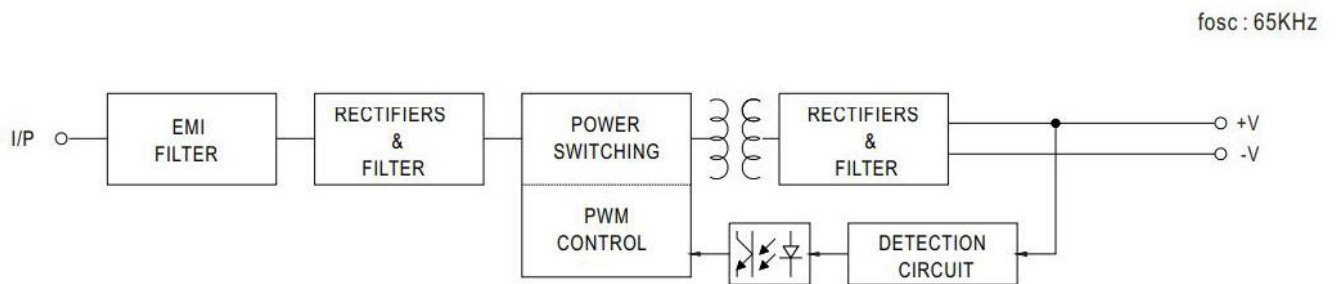 fosc : 65KHz
I/P
EMI
FILTER
RECTIFIERS
&
FILTER
POWER
SWITCHING
PWM
CONTROL
RECTIFIERS
&
FILTER
+V
-V
DETECTION
CIRCUIT